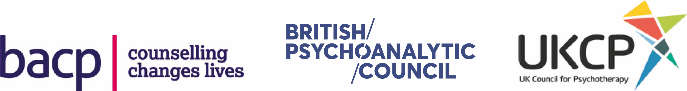 bacp
counselling
changes lives
BRITISH/
PSYCHOANALYTIC
/COUNCIL
UKCP
UK Council for Psychotherapy